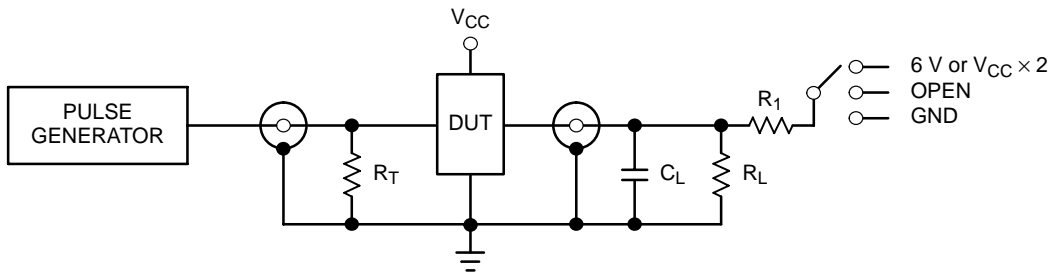 V_CC
6 V or V_CC × 2
OPEN
GND
PULSE
GENERATOR
DUT
R_1
R_T
C_L
R_L